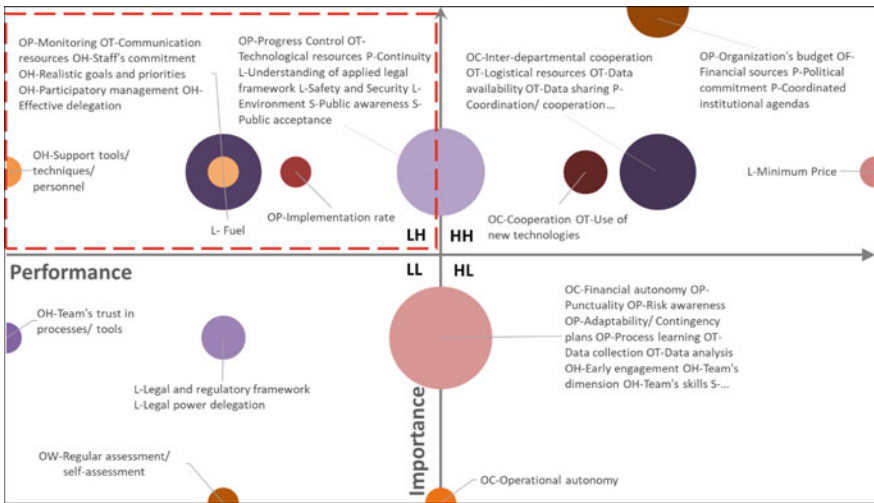 OP-Monitoring OT-Communication
resources OH-Staff's commitment
OH-Realistic goals and priorities
OH-Participatory management OH-
Effective delegation
OP-Progress Control OT-
Technological resources P-Continuity
L-Understanding of applied legal
framework L-Safety and Security L-
Environment S-Public awareness S-
Public acceptance
OC-Inter-departmental cooperation
OT-Logistical resources OT-Data
availability OT-Data sharing P-
Coordination/ cooperation...
OP-Organization's budget OF-
Financial sources P-Political
commitment P-Coordinated
institutional agendas
OH-Support tools/
techniques/
personnel
L- Fuel
OP-Implementation rate
OC-Cooperation OT-Use of
new technologies
L-Minimum Price
LH HH
Performance
LL HL
OH-Team's trust in
processes/ tools
L-Legal and regulatory framework
L-Legal power delegation
OC-Financial autonomy OP-
Punctuality OP-Risk awareness
OP-Adaptability/ Contingency
plans OP-Process learning OT-
Data collection OT-Data analysis
OH-Early engagement OH-Team's
dimension OH-Team's skills S-...
Importance
OW-Regular assessment/
self-assessment
OC-Operational autonomy